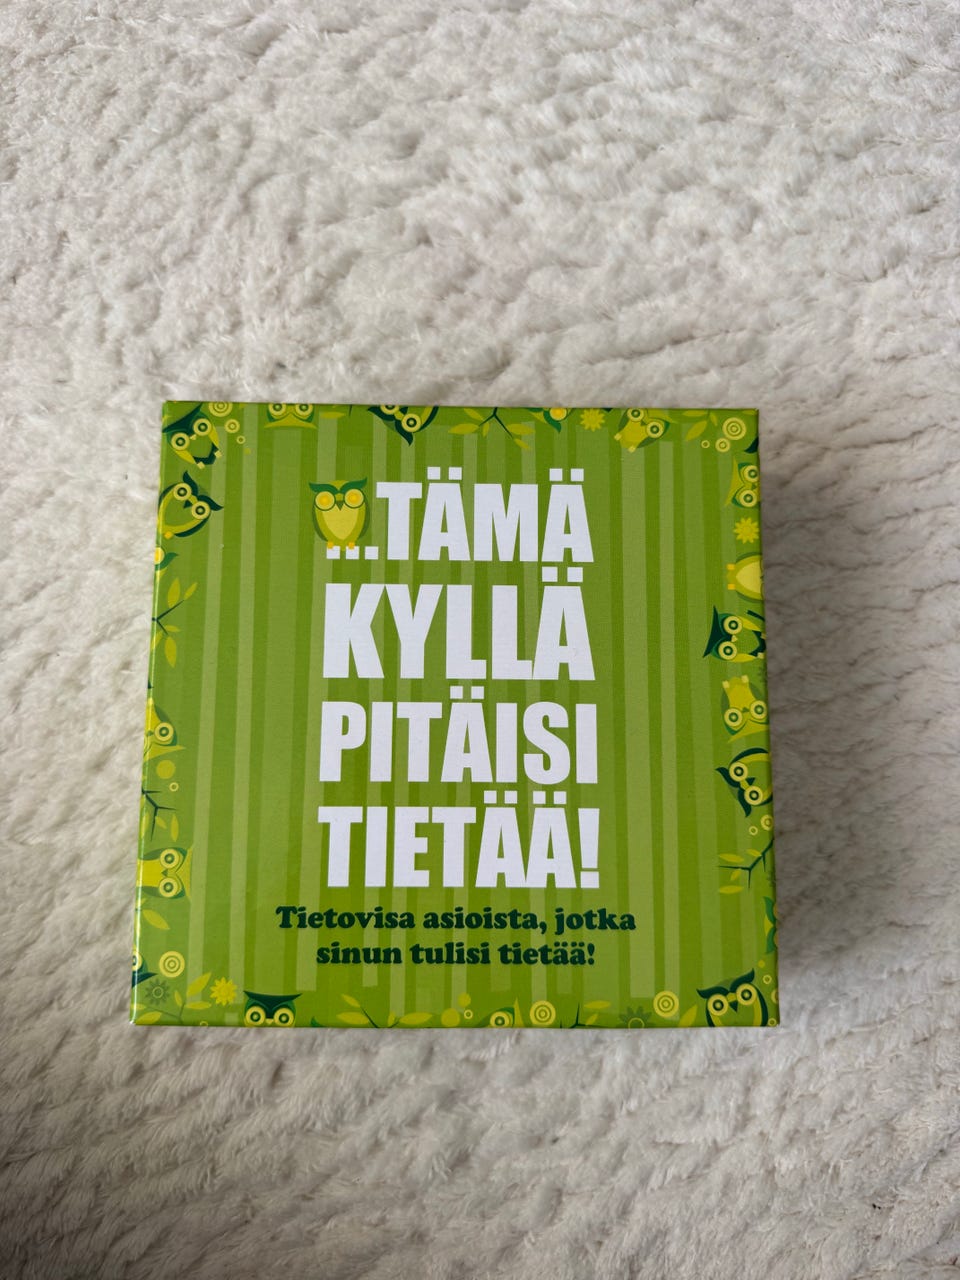 ...TÄMÄ
KYLLÄ
PITÄISI
TIETÄÄ!
Tietovisa asioista, jotka
sinun tulisi tietää!